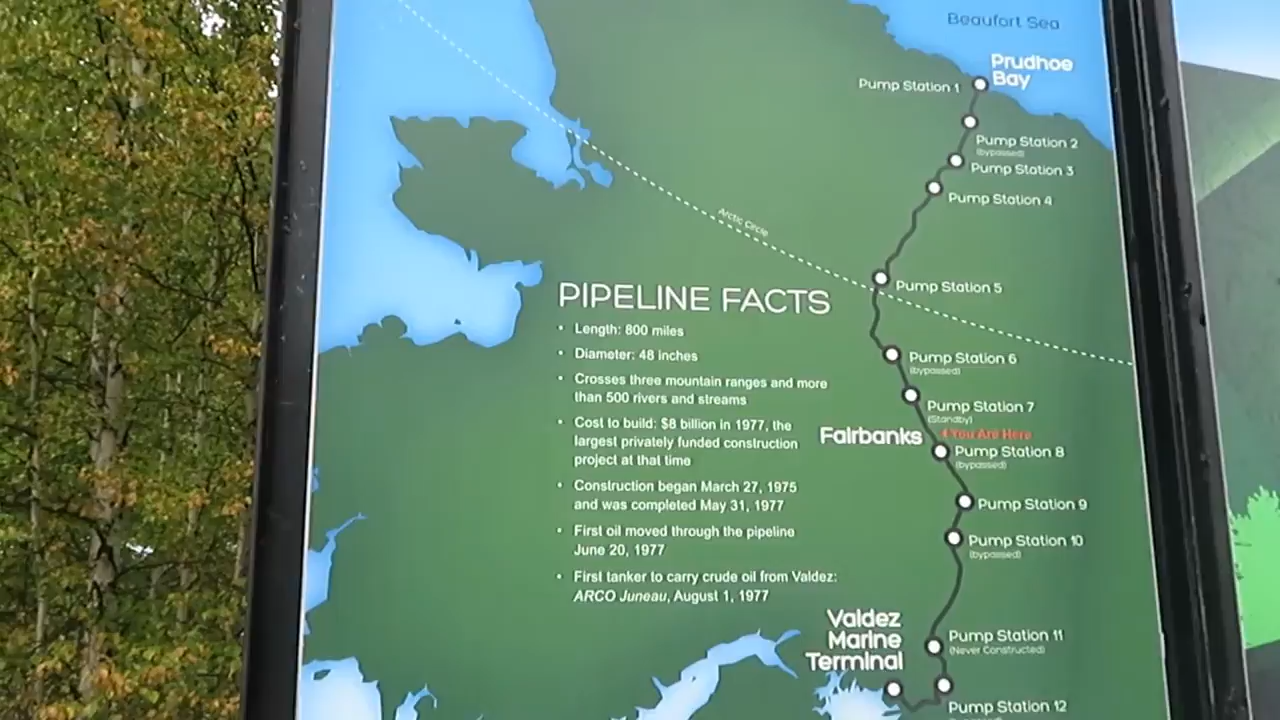 Beaufort Sea
Prudhoe
Bay
Pump Station 1
Pump Station 2
(bypassed)
Pump Station 3
Pump Station 4
Arctic Circle
Pump Station 5
PIPELINE FACTS
• Length: 800 miles
• Diameter: 48 inches
• Crosses three mountain ranges and more
than 500 rivers and streams
• Cost to build: $8 billion in 1977, the
largest privately funded construction
project at that time
• Construction began March 27, 1975
and was completed May 31, 1977
• First oil moved through the pipeline
June 20, 1977
• First tanker to carry crude oil from Valdez:
ARCO Juneau, August 1, 1977
Pump Station 6
(bypassed)
Pump Station 7
(Standby)
You Are Here
Fairbanks
Pump Station 8
(bypassed)
Pump Station 9
Pump Station 10
(bypassed)
Pump Station 11
(Never Constructed)
Valdez
Marine
Terminal
Pump Station 12